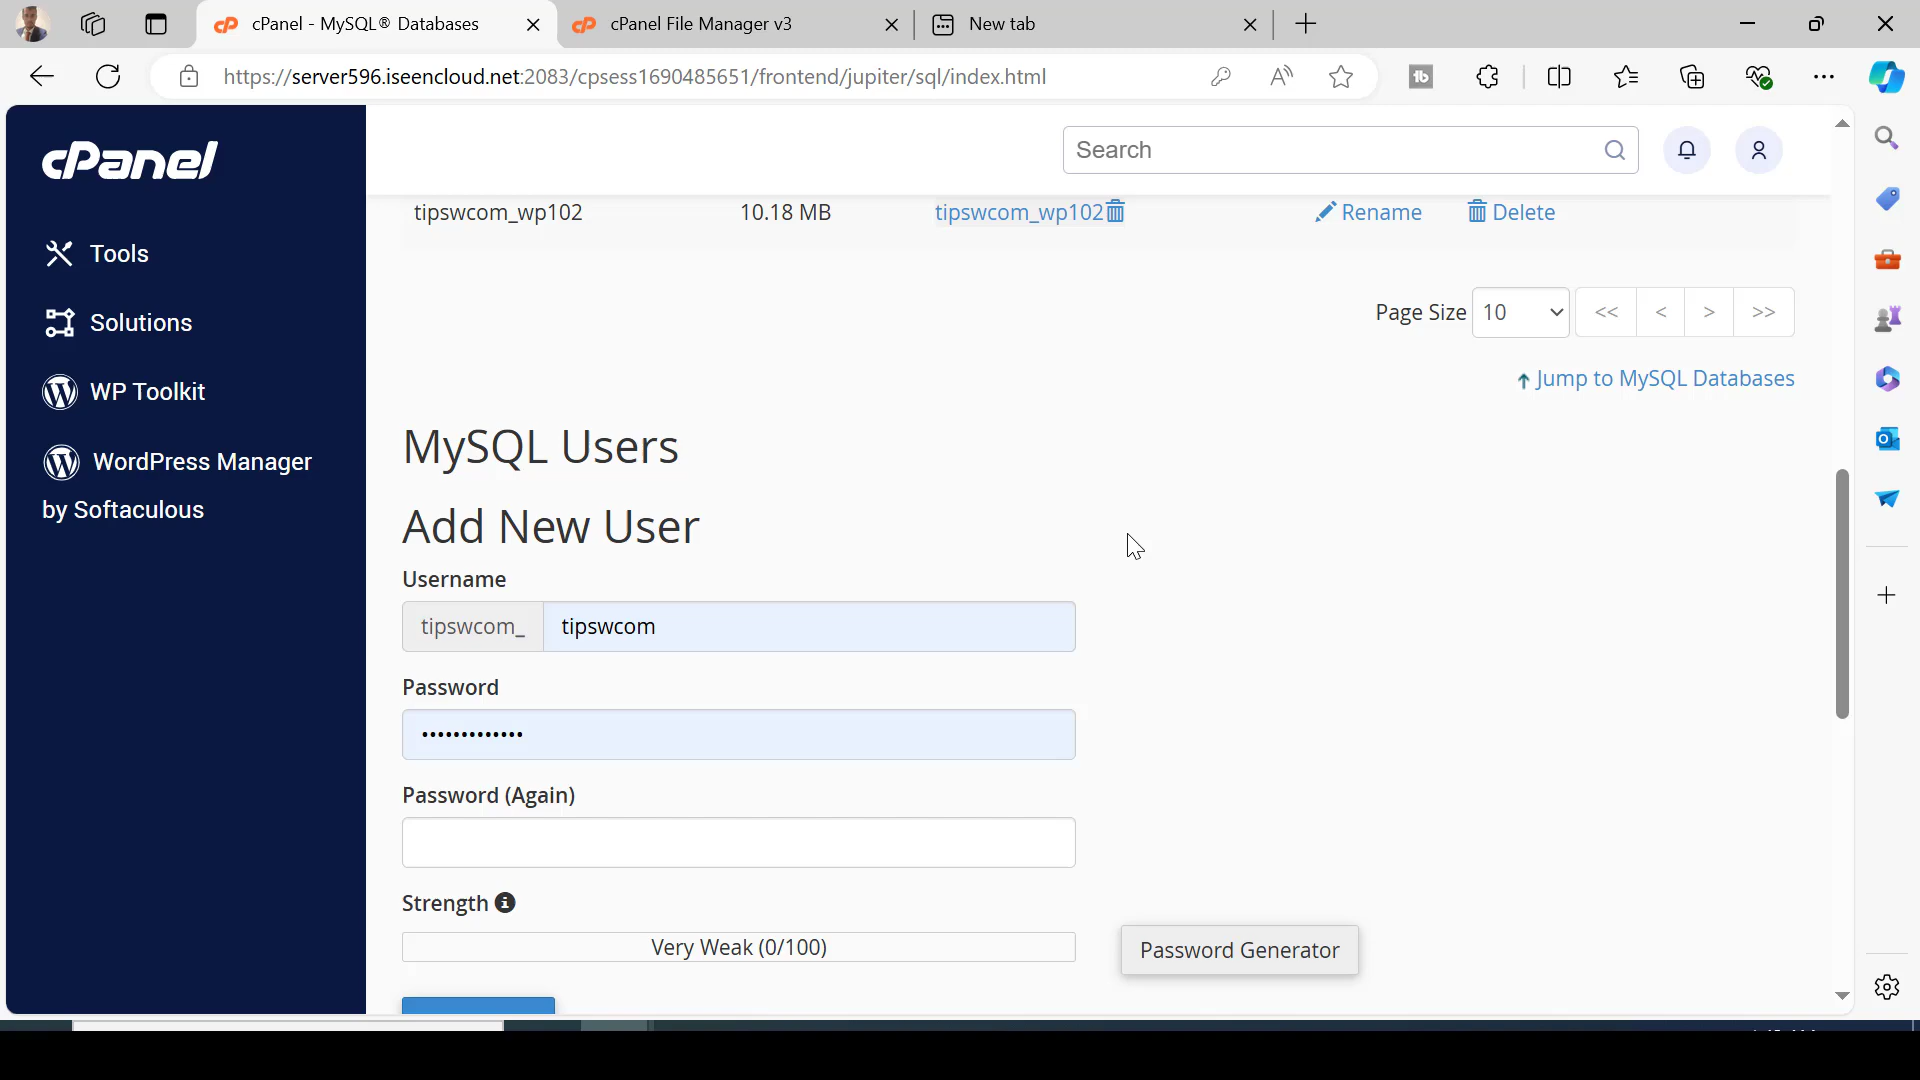 cPanel - MySQL® Databases
cPanel File Manager v3
New tab
https://server596.iseencloud.net:2083/cpsess1690485651/frontend/jupiter/sql/index.html
cPanel
Search
Tools
Solutions
WP Toolkit
WordPress Manager
by Softaculous
tipswcom_wp102 10.18 MB tipswcom_wp102 Rename Delete
Page Size 10 << < > >>
Jump to MySQL Databases
MySQL Users
Add New User
Username
tipswcom_ tipswcom
Password
•••••••••••••
Password (Again)
Strength
Very Weak (0/100)
Password Generator